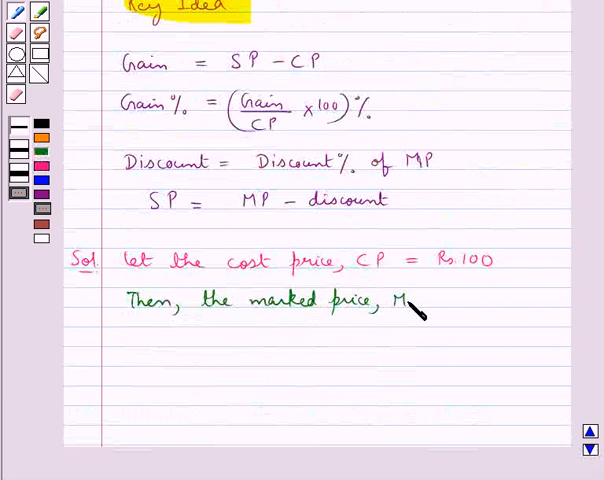 Key Idea
Gain = SP - CP
Gain% = (Gain/CP × 100)%
Discount = Discount% of MP
SP = MP - discount
Sol. let the cost price, CP = Rs.100
Then, the marked price, M